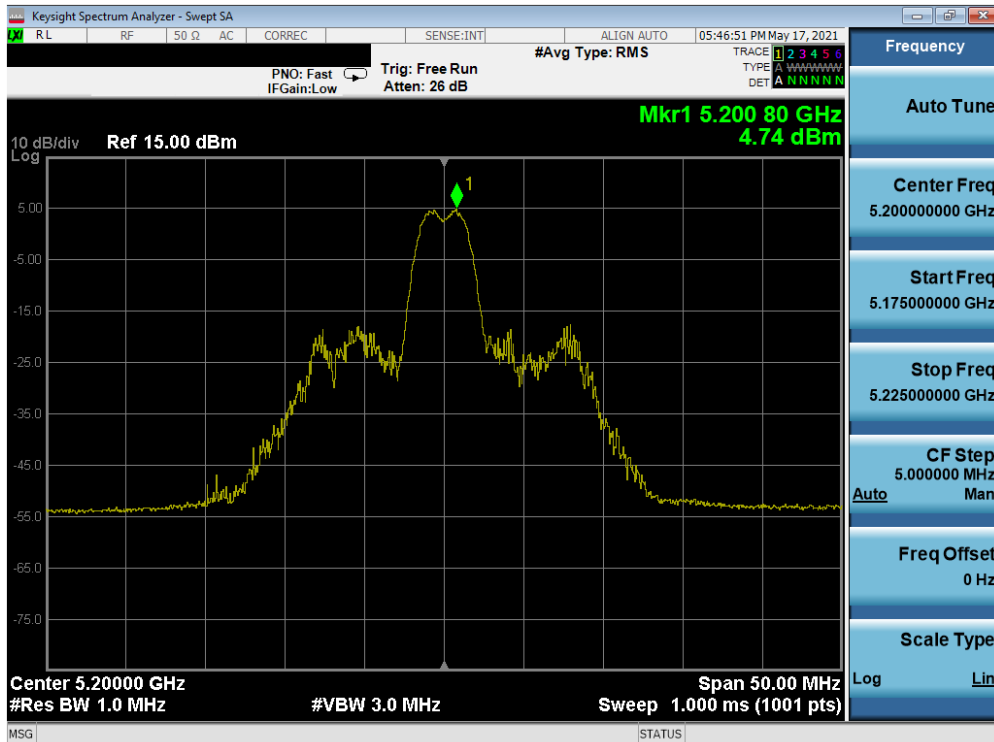 Keysight Spectrum Analyzer - Swept SA
LXI RL RF 50 Ω AC CORREC SENSE:INT ALIGN AUTO 05:46:51 PM May 17, 2021
#Avg Type: RMS TRACE 1 2 3 4 5 6
PNO: Fast Trig: Free Run TYPE A WWWWW
IFGain:Low Atten: 26 dB DET A N N N N N
Mkr1 5.200 80 GHz
4.74 dBm
10 dB/div Ref 15.00 dBm
Log
1
5.00
-5.00
-15.0
-25.0
-35.0
-45.0
-55.0
-65.0
-75.0
Center 5.20000 GHz Span 50.00 MHz
#Res BW 1.0 MHz #VBW 3.0 MHz Sweep 1.000 ms (1001 pts)
MSG STATUS
Frequency
Auto Tune
Center Freq
5.200000000 GHz
Start Freq
5.175000000 GHz
Stop Freq
5.225000000 GHz
CF Step
5.000000 MHz
Auto Man
Freq Offset
0 Hz
Scale Type
Log Lin